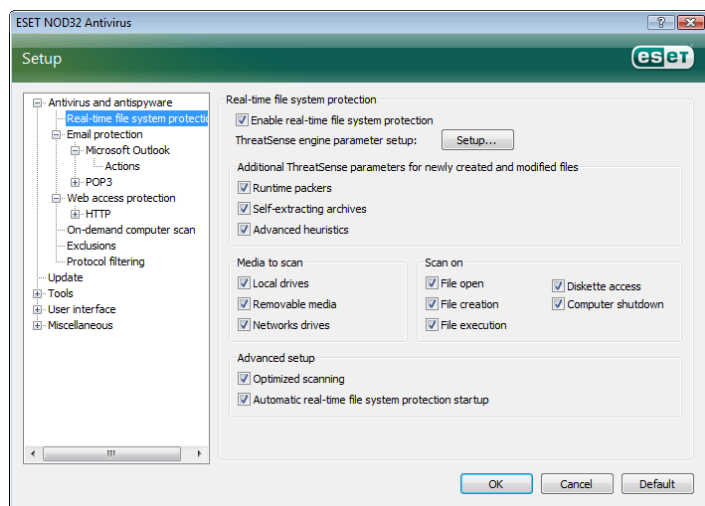 ESET NOD32 Antivirus
Setup
eseT
Antivirus and antispyware
Real-time file system protectio
Email protection
Microsoft Outlook
Actions
POP3
Web access protection
HTTP
On-demand computer scan
Exclusions
Protocol filtering
Update
Tools
User interface
Miscellaneous
Real-time file system protection
Enable real-time file system protection
ThreatSense engine parameter setup: Setup...
Additional ThreatSense parameters for newly created and modified files
Runtime packers
Self-extracting archives
Advanced heuristics
Media to scan
Local drives
Removable media
Networks drives
Scan on
File open
File creation
File execution
Diskette access
Computer shutdown
Advanced setup
Optimized scanning
Automatic real-time file system protection startup
OK Cancel Default